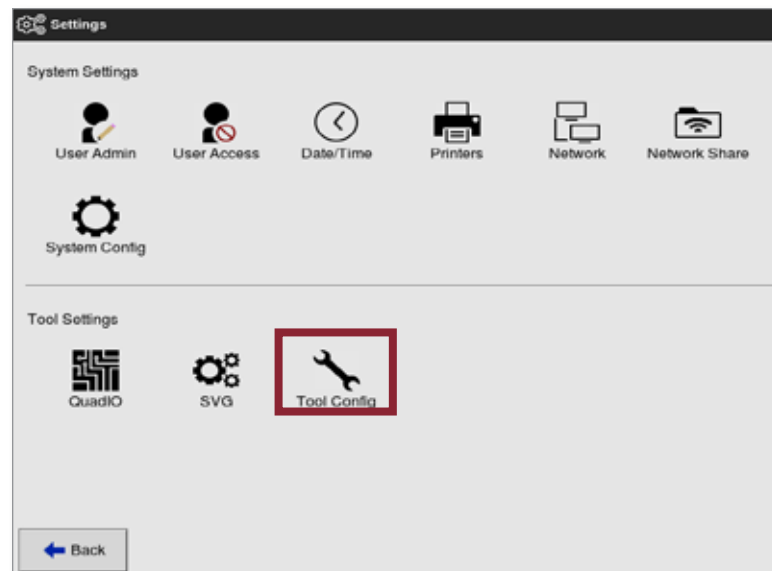 Settings
System Settings
User Admin User Access Date/Time Printers Network Network Share
System Config
Tool Settings
QuadIO SVG Tool Config
Back